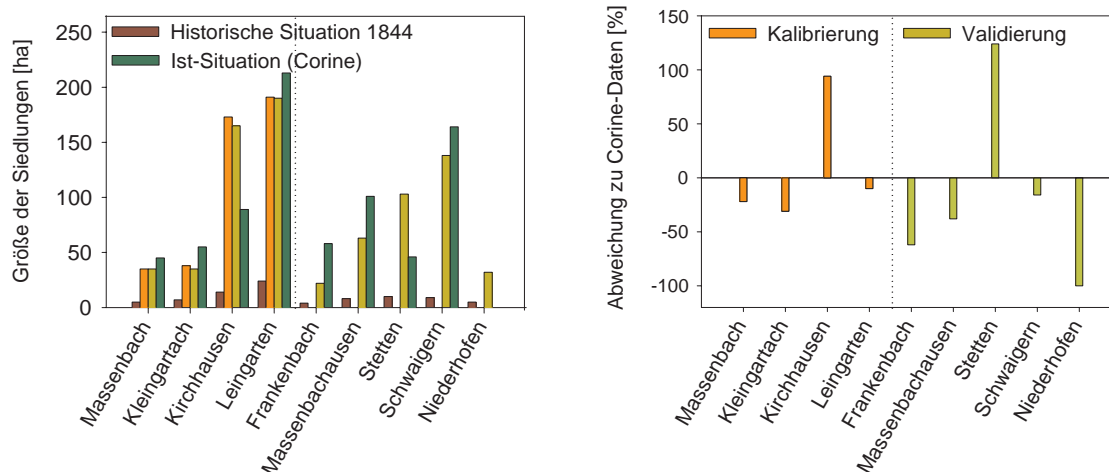 Größe der Siedlungen [ha]
250
200
150
100
50
0
Historische Situation 1844
Ist-Situation (Corine)
Massenbach
Kleingartach
Kirchhausen
Leingarten
Frankenbach
Massenbachausen
Stetten
Schwaigern
Niederhofen
Abweichung zu Corine-Daten [%]
150
100
50
0
-50
-100
Kalibrierung
Validierung
Massenbach
Kleingartach
Kirchhausen
Leingarten
Frankenbach
Massenbachausen
Stetten
Schwaigern
Niederhofen